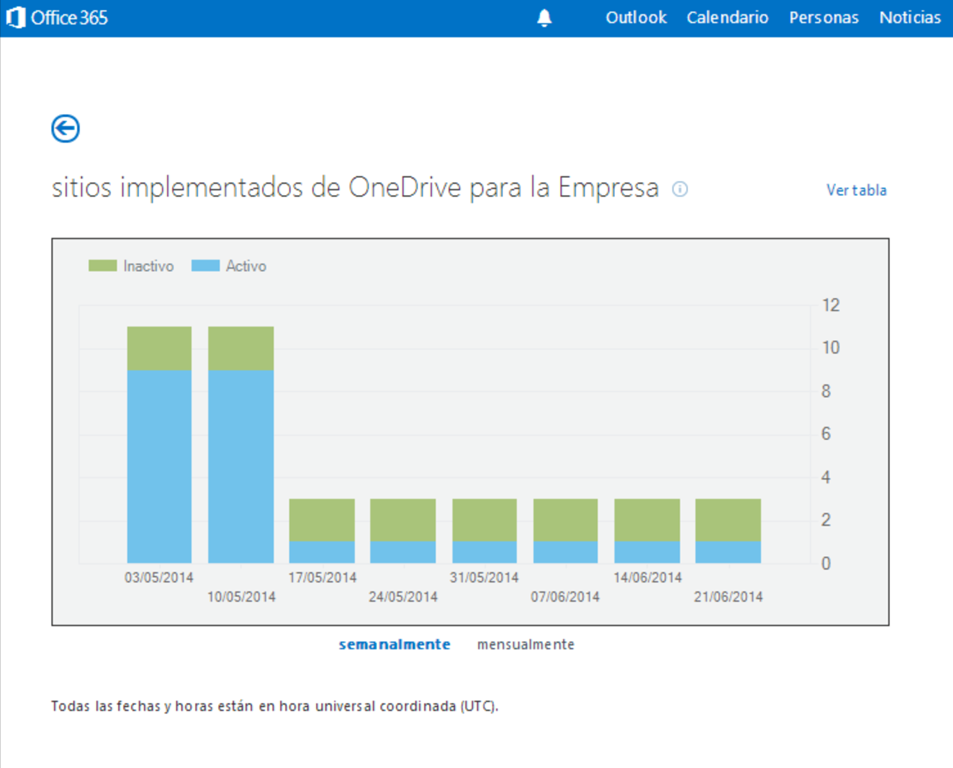 Office 365 Outlook Calendario Personas Noticias
sitios implementados de OneDrive para la Empresa Ver tabla
Inactivo Activo
12
10
8
6
4
2
0
03/05/2014 17/05/2014 31/05/2014 14/06/2014
10/05/2014 24/05/2014 07/06/2014 21/06/2014
semanalmente mensualmente
Todas las fechas y horas están en hora universal coordinada (UTC).